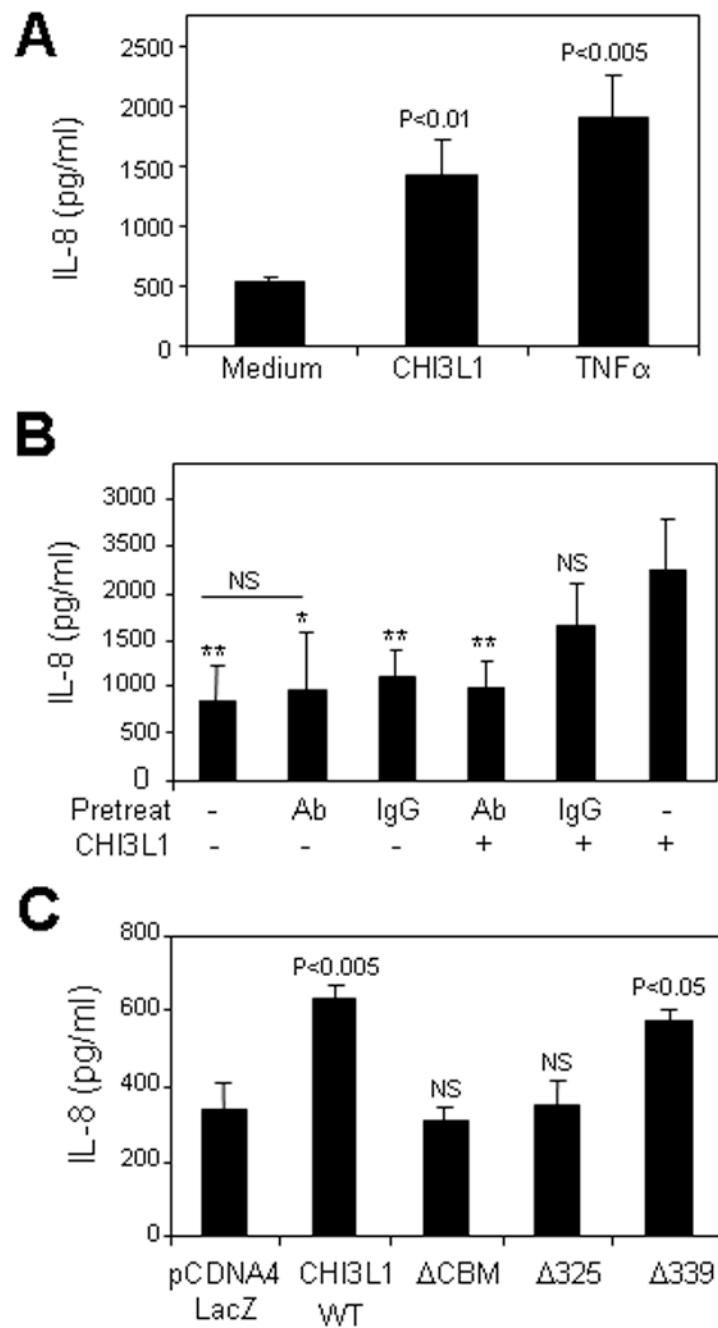 A
2500
2000
1500
1000
500
0
IL-8 (pg/ml)
P<0.01
P<0.005
Medium CHI3L1 TNFα
B
3000
3500
2000
1500
1000
500
0
IL-8 (pg/ml)
NS
** * ** ** NS
Pretreat - Ab IgG Ab IgG -
CHI3L1 - - - + + +
C
800
600
400
200
0
IL-8 (pg/ml)
P<0.005
NS
NS
P<0.05
pCDNA4 CHI3L1 ΔCBM Δ325 Δ339
LacZ WT